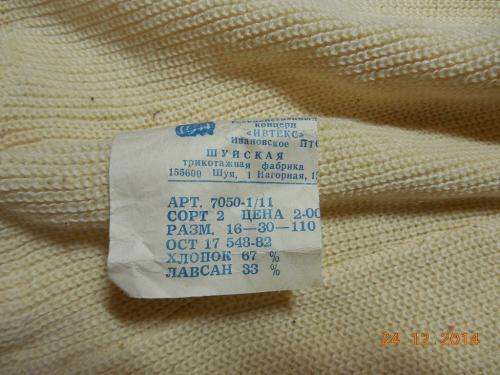 концерн
«ИВТЕКС»
Ивановское ПТО
ШУЙСКАЯ
трикотажная фабрика
155600 Шуя, 1 Нагорная,
АРТ. 7050-1/11
СОРТ 2 ЦЕНА 2-00
РАЗМ. 16—30—110
ОСТ 17 543-82
ХЛОПОК 67 %
ЛАВСАН 33 %
24 12 2014